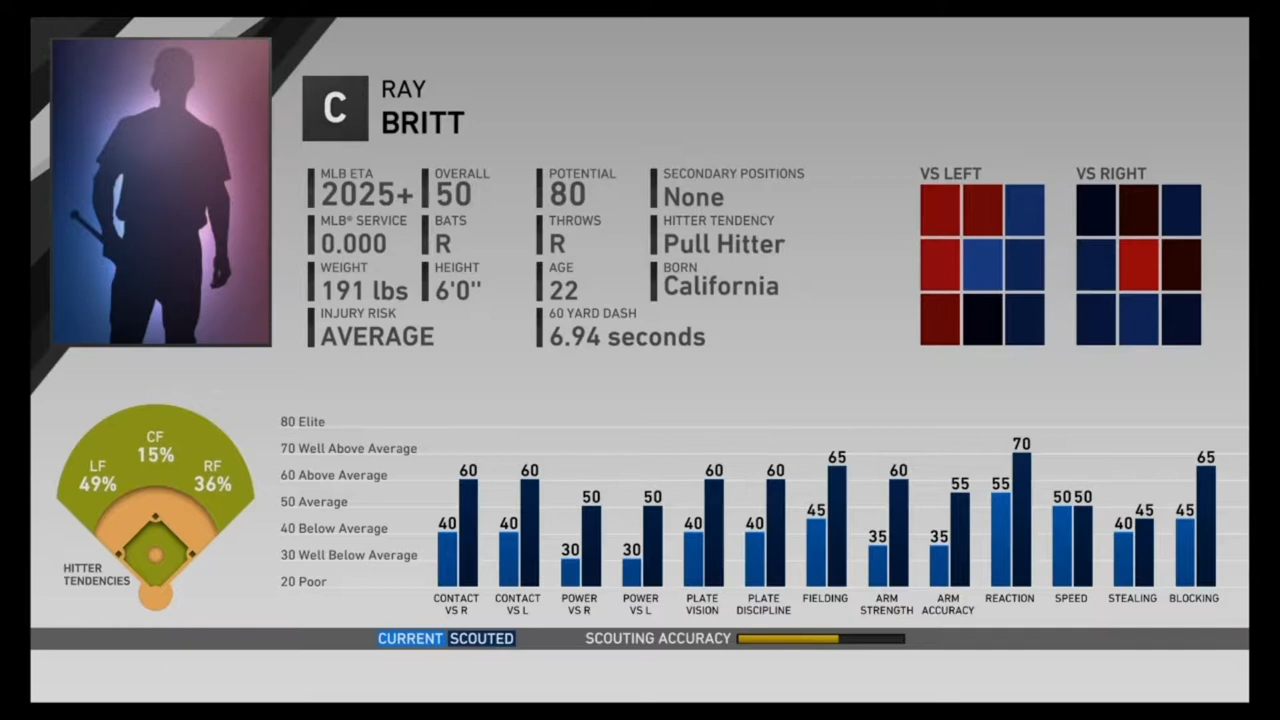 C
RAY
BRITT
MLB ETA
2025+
OVERALL
50
POTENTIAL
80
SECONDARY POSITIONS
None
MLB® SERVICE
0.000
BATS
R
THROWS
R
HITTER TENDENCY
Pull Hitter
WEIGHT
191 lbs
HEIGHT
6'0"
AGE
22
BORN
California
INJURY RISK
AVERAGE
60 YARD DASH
6.94 seconds
VS LEFT
VS RIGHT
CF
15%
LF
49%
RF
36%
HITTER
TENDENCIES
80 Elite
70 Well Above Average
60 Above Average
50 Average
40 Below Average
30 Well Below Average
20 Poor
40 60
40 60
30 50
30 50
40 60
40 60
45 65
35 60
35 55
55 70
50 50
40 45
45 65
CONTACT
VS R
CONTACT
VS L
POWER
VS R
POWER
VS L
PLATE
VISION
PLATE
DISCIPLINE
FIELDING
ARM
STRENGTH
ARM
ACCURACY
REACTION
SPEED
STEALING
BLOCKING
CURRENT SCOUTED
SCOUTING ACCURACY